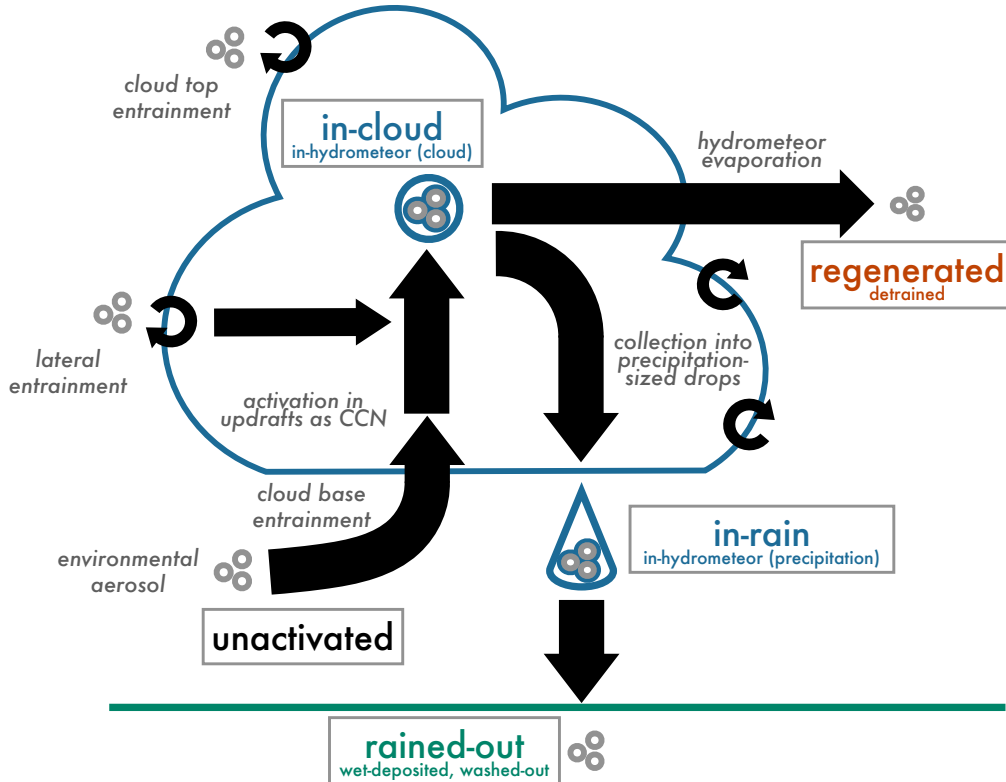 cloud top
entrainment
in-cloud
in-hydrometeor (cloud)
hydrometeor
evaporation
regenerated
detrained
lateral
entrainment
collection into
precipitation-
sized drops
activation in
updrafts as CCN
cloud base
entrainment
environmental
aerosol
in-rain
in-hydrometeor (precipitation)
unactivated
rained-out
wet-deposited, washed-out